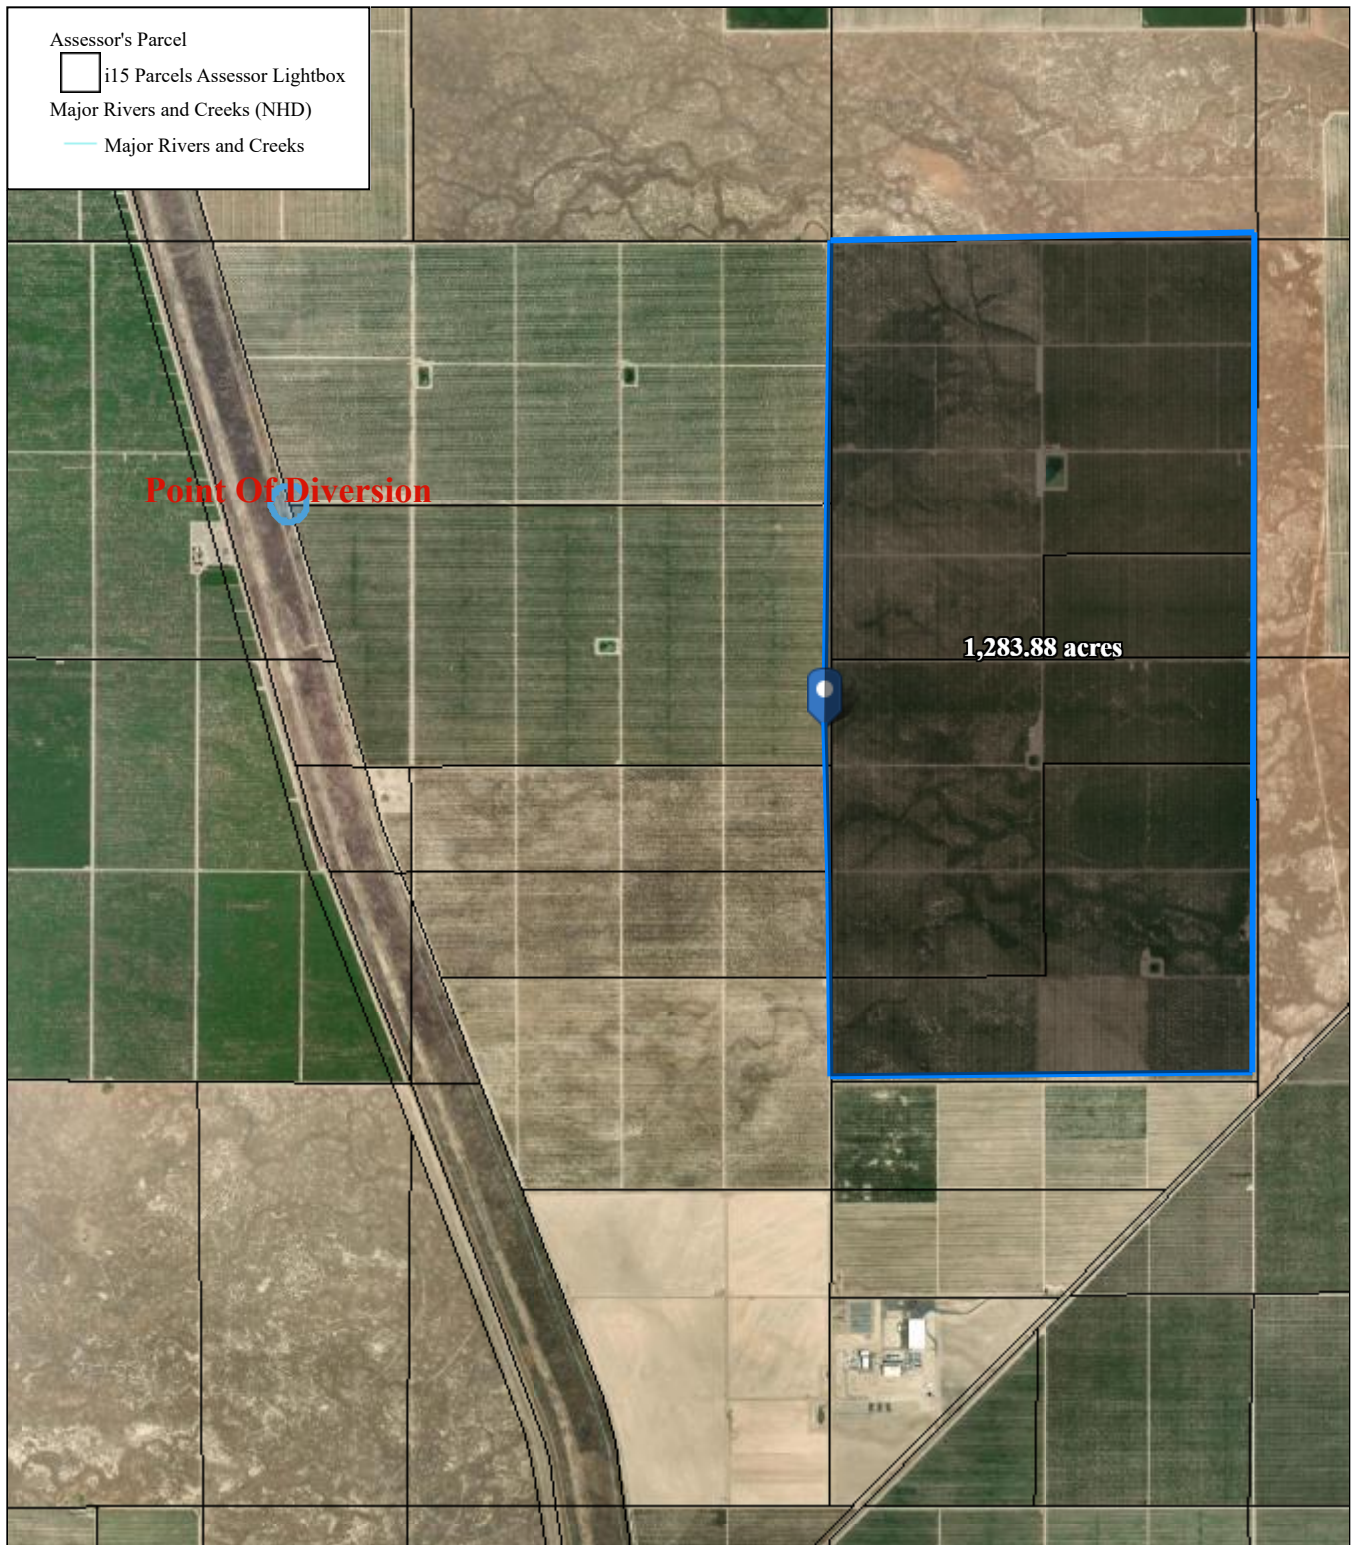 Assessor's Parcel
i15 Parcels Assessor Lightbox
Major Rivers and Creeks (NHD)
Major Rivers and Creeks
Point Of Diversion
1,283.88 acres